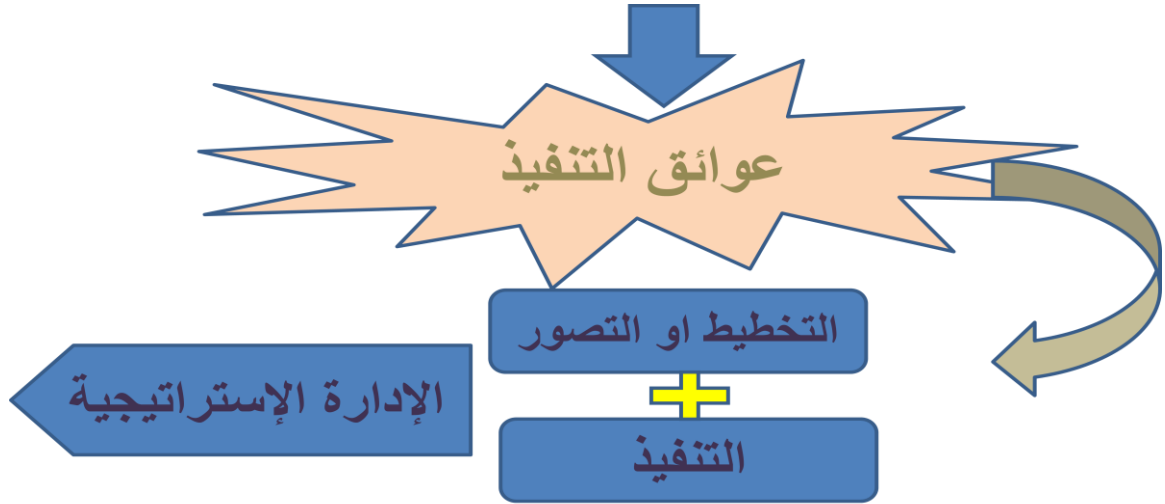 عوائق التنفيذ
التخطيط او التصور
الإدارة الإستراتيجية
التنفيذ